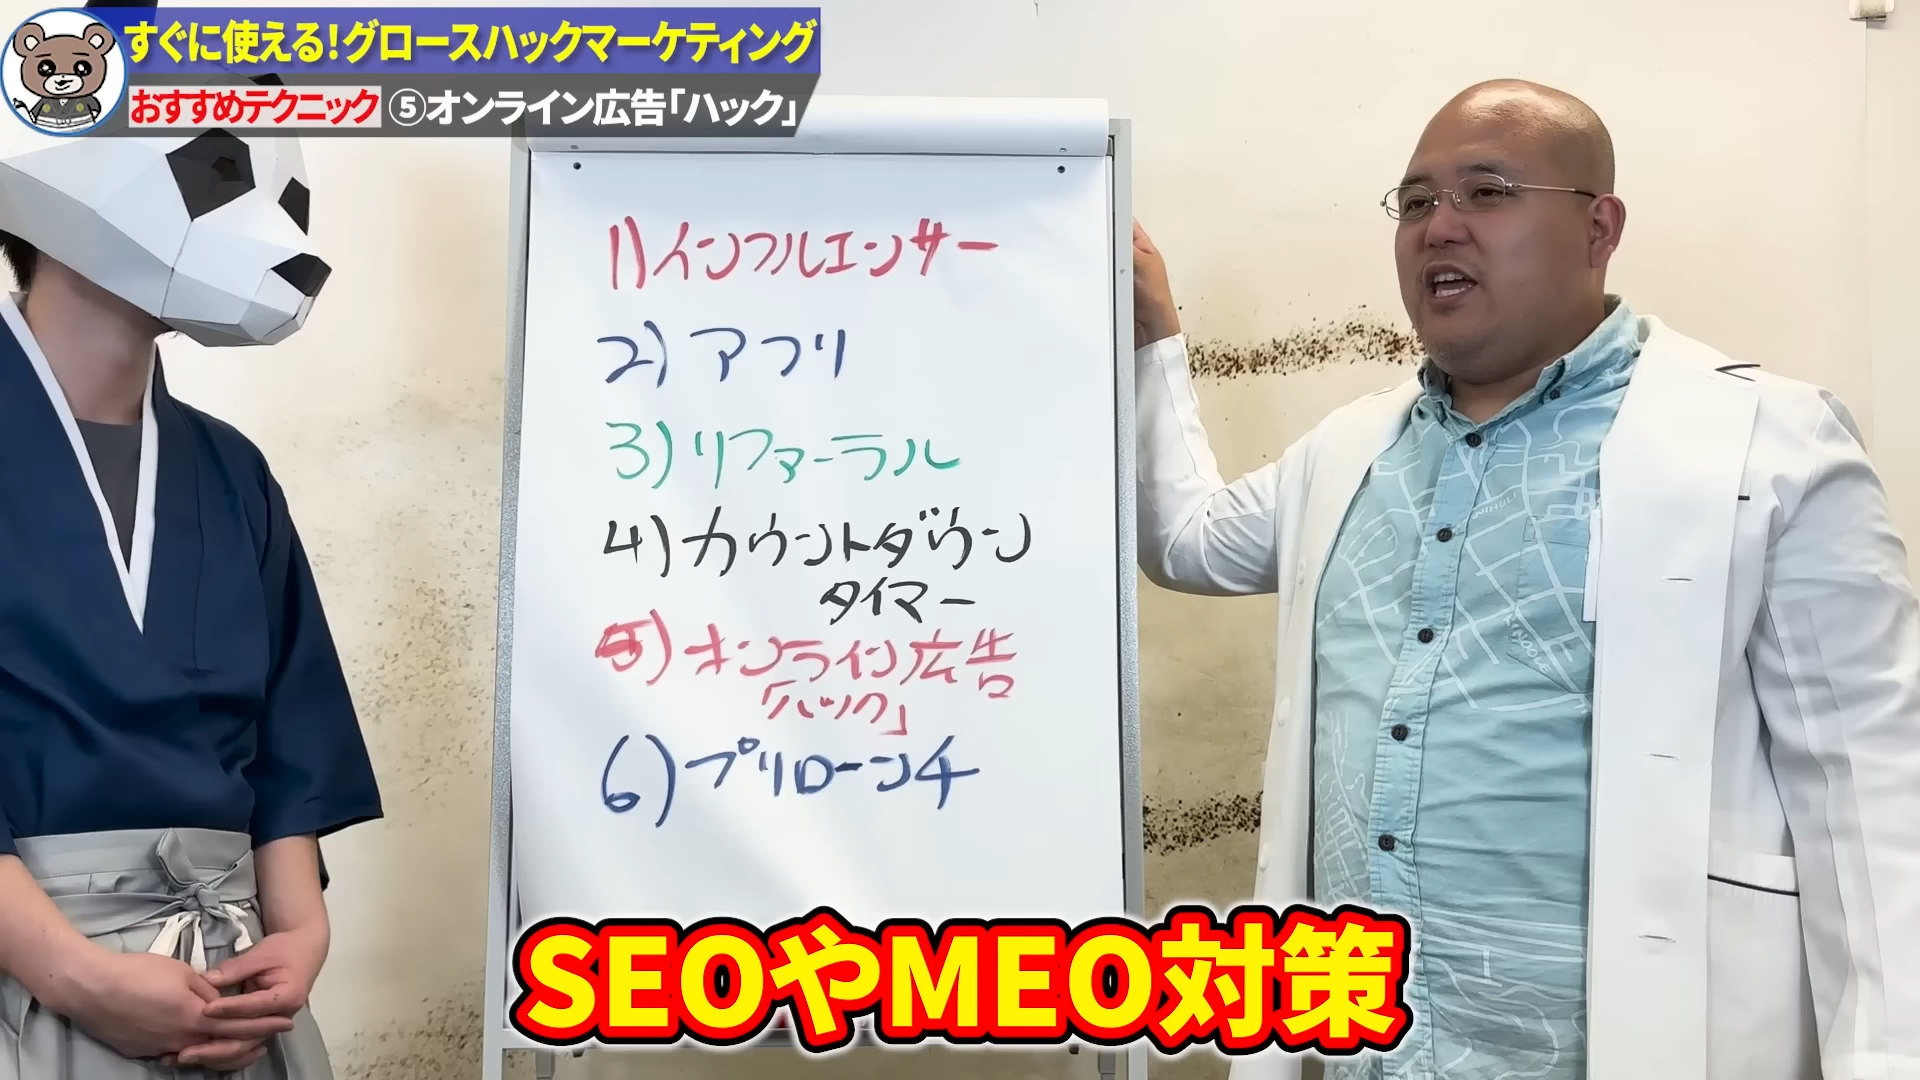 すぐに使える!グロースハックマーケティング
おすすめテクニック ⑤オンライン広告「ハック」
1)インフルエンサー
2)アプリ
3)リファーラル
4)カウントダウン
タイマー
5)オンライン広告
「ハック」
6)プリローンチ
SEOやMEO対策